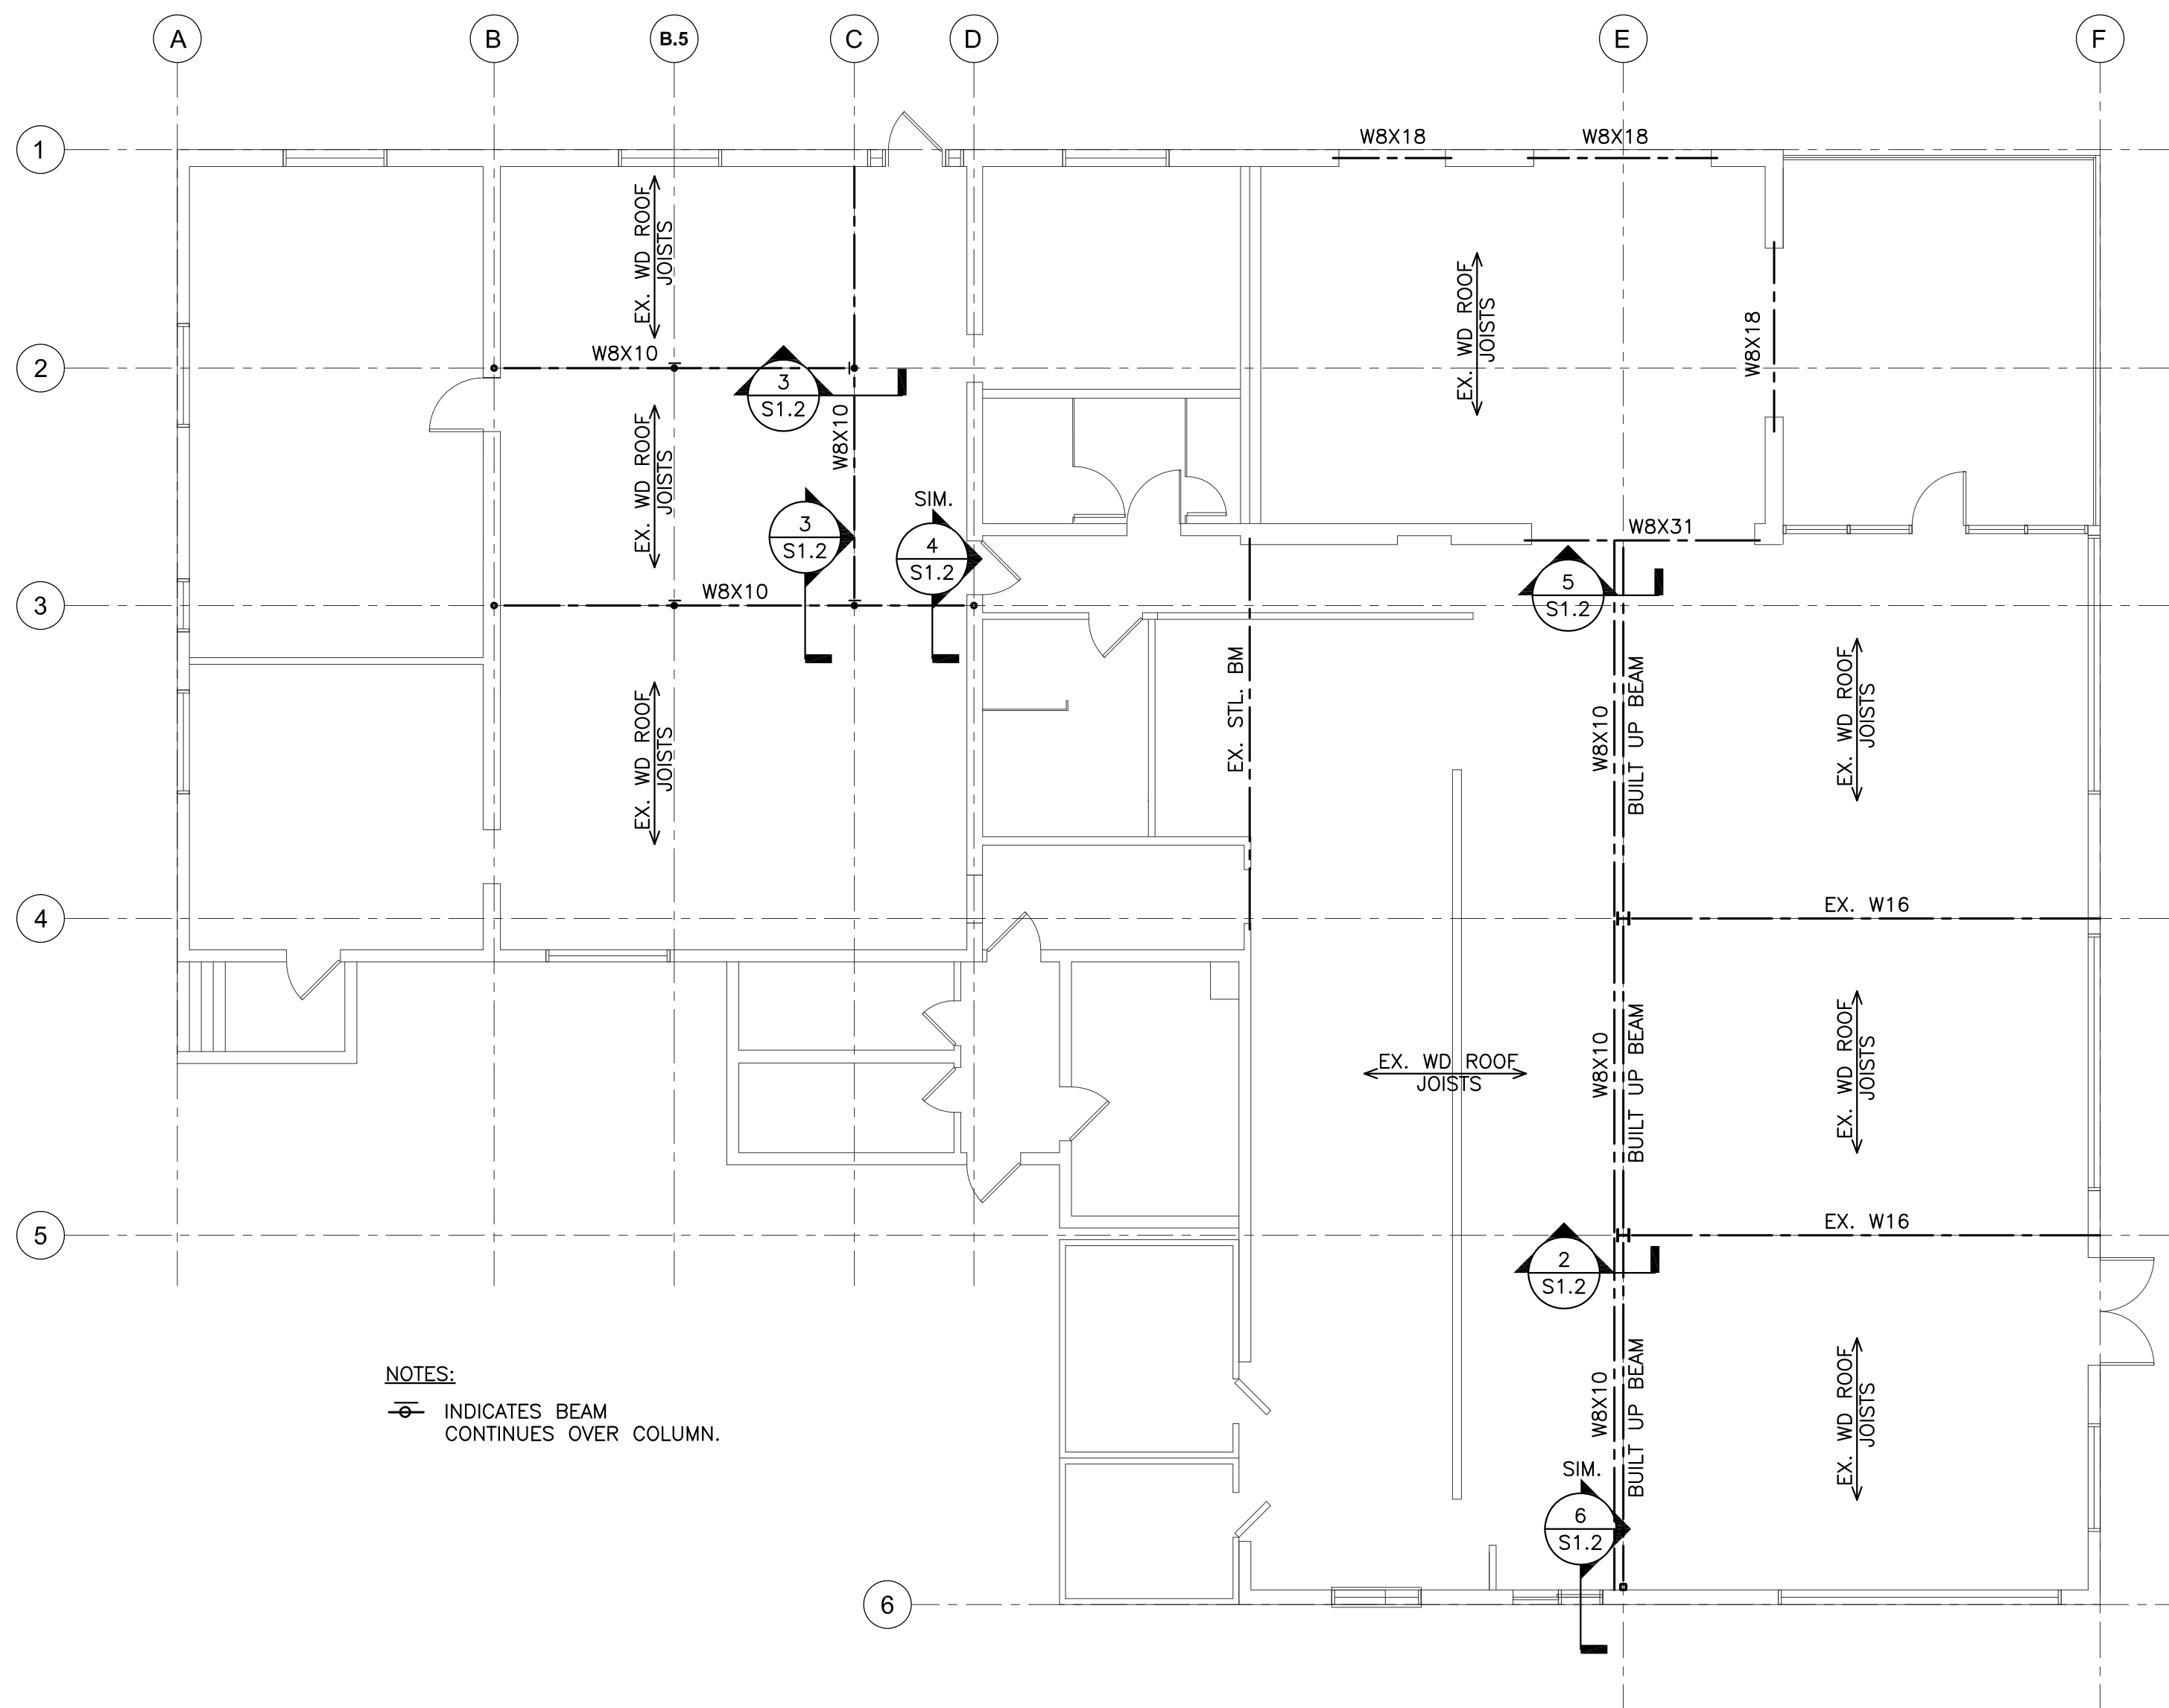 A
B
B.5
C
D
E
F
1
W8X18
W8X18
EX. WD ROOF
JOISTS
EX. WD ROOF
JOISTS
W8X18
2
W8X10
3
S1.2
W8X10
EX. WD ROOF
JOISTS
SIM.
3
S1.2
4
S1.2
W8X31
5
S1.2
3
W8X10
EX. STL. BM
W8X10
BUILT UP BEAM
EX. WD ROOF
JOISTS
EX. WD ROOF
JOISTS
4
EX. W16
EX. WD ROOF
JOISTS
W8X10
BUILT UP BEAM
EX. WD ROOF
JOISTS
5
EX. W16
2
S1.2
NOTES:
INDICATES BEAM
CONTINUES OVER COLUMN.
W8X10
BUILT UP BEAM
EX. WD ROOF
JOISTS
SIM.
6
S1.2
6